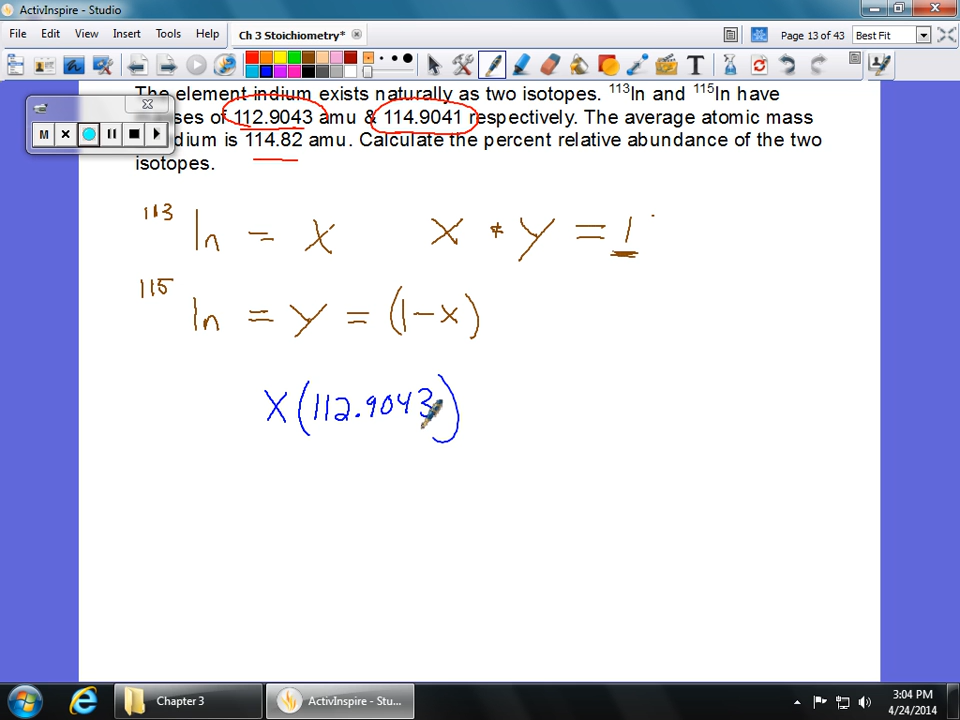 ActivInspire - Studio
File Edit View Insert Tools Help Ch 3 Stoichiometry* Page 13 of 43 Best Fit
The element indium exists naturally as two isotopes. ¹¹³In and ¹¹⁵In have
ses of 112.9043 amu & 114.9041 respectively. The average atomic mass
M
dium is 114.82 amu. Calculate the percent relative abundance of the two
isotopes.
¹¹³In = X X + Y = 1
¹¹⁵In = Y = (1-X)
X(112.9043)
Chapter 3 ActivInspire - Stu... 3:04 PM
4/24/2014